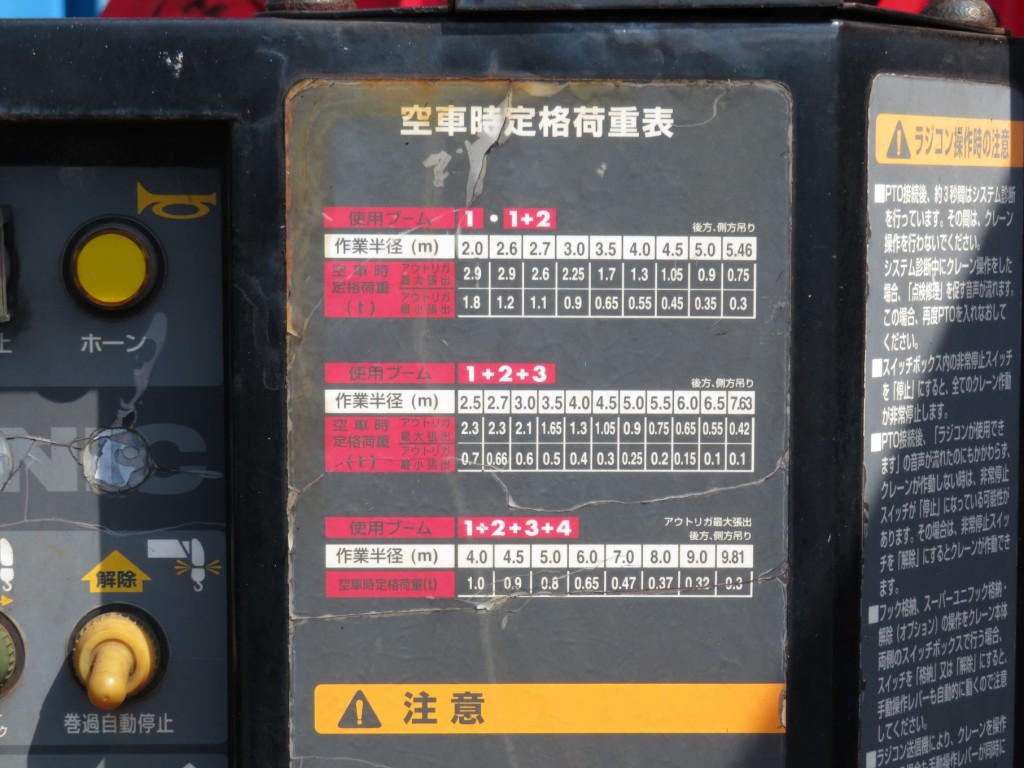 空車時定格荷重表
使用ブーム 1・1+2 後方、側方吊り
作業半径(m) 2.0 2.6 2.7 3.0 3.5 4.0 4.5 5.0 5.46
空車時定格荷重(t) アウトリガ最大張出 2.9 2.9 2.6 2.25 1.7 1.3 1.05 0.9 0.75
アウトリガ最小張出 1.8 1.2 1.1 0.9 0.65 0.55 0.45 0.35 0.3
使用ブーム 1+2+3 後方、側方吊り
作業半径(m) 2.5 2.7 3.0 3.5 4.0 4.5 5.0 5.5 6.0 6.5 7.63
空車時定格荷重(t) アウトリガ最大張出 2.3 2.3 2.1 1.65 1.3 1.05 0.9 0.75 0.65 0.55 0.42
アウトリガ最小張出 0.7 0.66 0.6 0.5 0.4 0.3 0.25 0.2 0.15 0.1 0.1
アウトリガ最大張出
使用ブーム 1+2+3+4 後方、側方吊り
作業半径(m) 4.0 4.5 5.0 6.0 7.0 8.0 9.0 9.81
空車時定格荷重(t) 1.0 0.9 0.8 0.65 0.47 0.37 0.32 0.3
注意
ホーン
止
NIC
解除
巻過自動停止
ラジコン操作時の注意
■PTO接続後、約3秒間はシステム診断
を行っています。その間は、クレーン
操作を行わないでください。
システム診断中にクレーン操作をした
場合、「点検修理」を促す音声が流れます。
この場合、再度PTOを入れなおして
ください。
■スイッチボックス内の非常停止スイッチ
を「停止」にすると、全てのクレーン作動
が非常停止します。
■PTO接続後、「ラジコンが使用でき
ます」の音声が流れたのにもかかわらず、
クレーンが作動しない時は、非常停止
スイッチが「停止」になっている可能性が
あります。その場合は、非常停止スイッ
チを「解除」にするとクレーンが作動でき
ます。
■フック格納、スーパーユニフック格納・
解除(オプション)の操作をクレーン本体
両側のスイッチボックスで行う場合、
スイッチを「格納」又は「解除」にすると、
手動操作レバーも自動的に動くので注意
してください。
■ラジコン送信機により、クレーンを操作